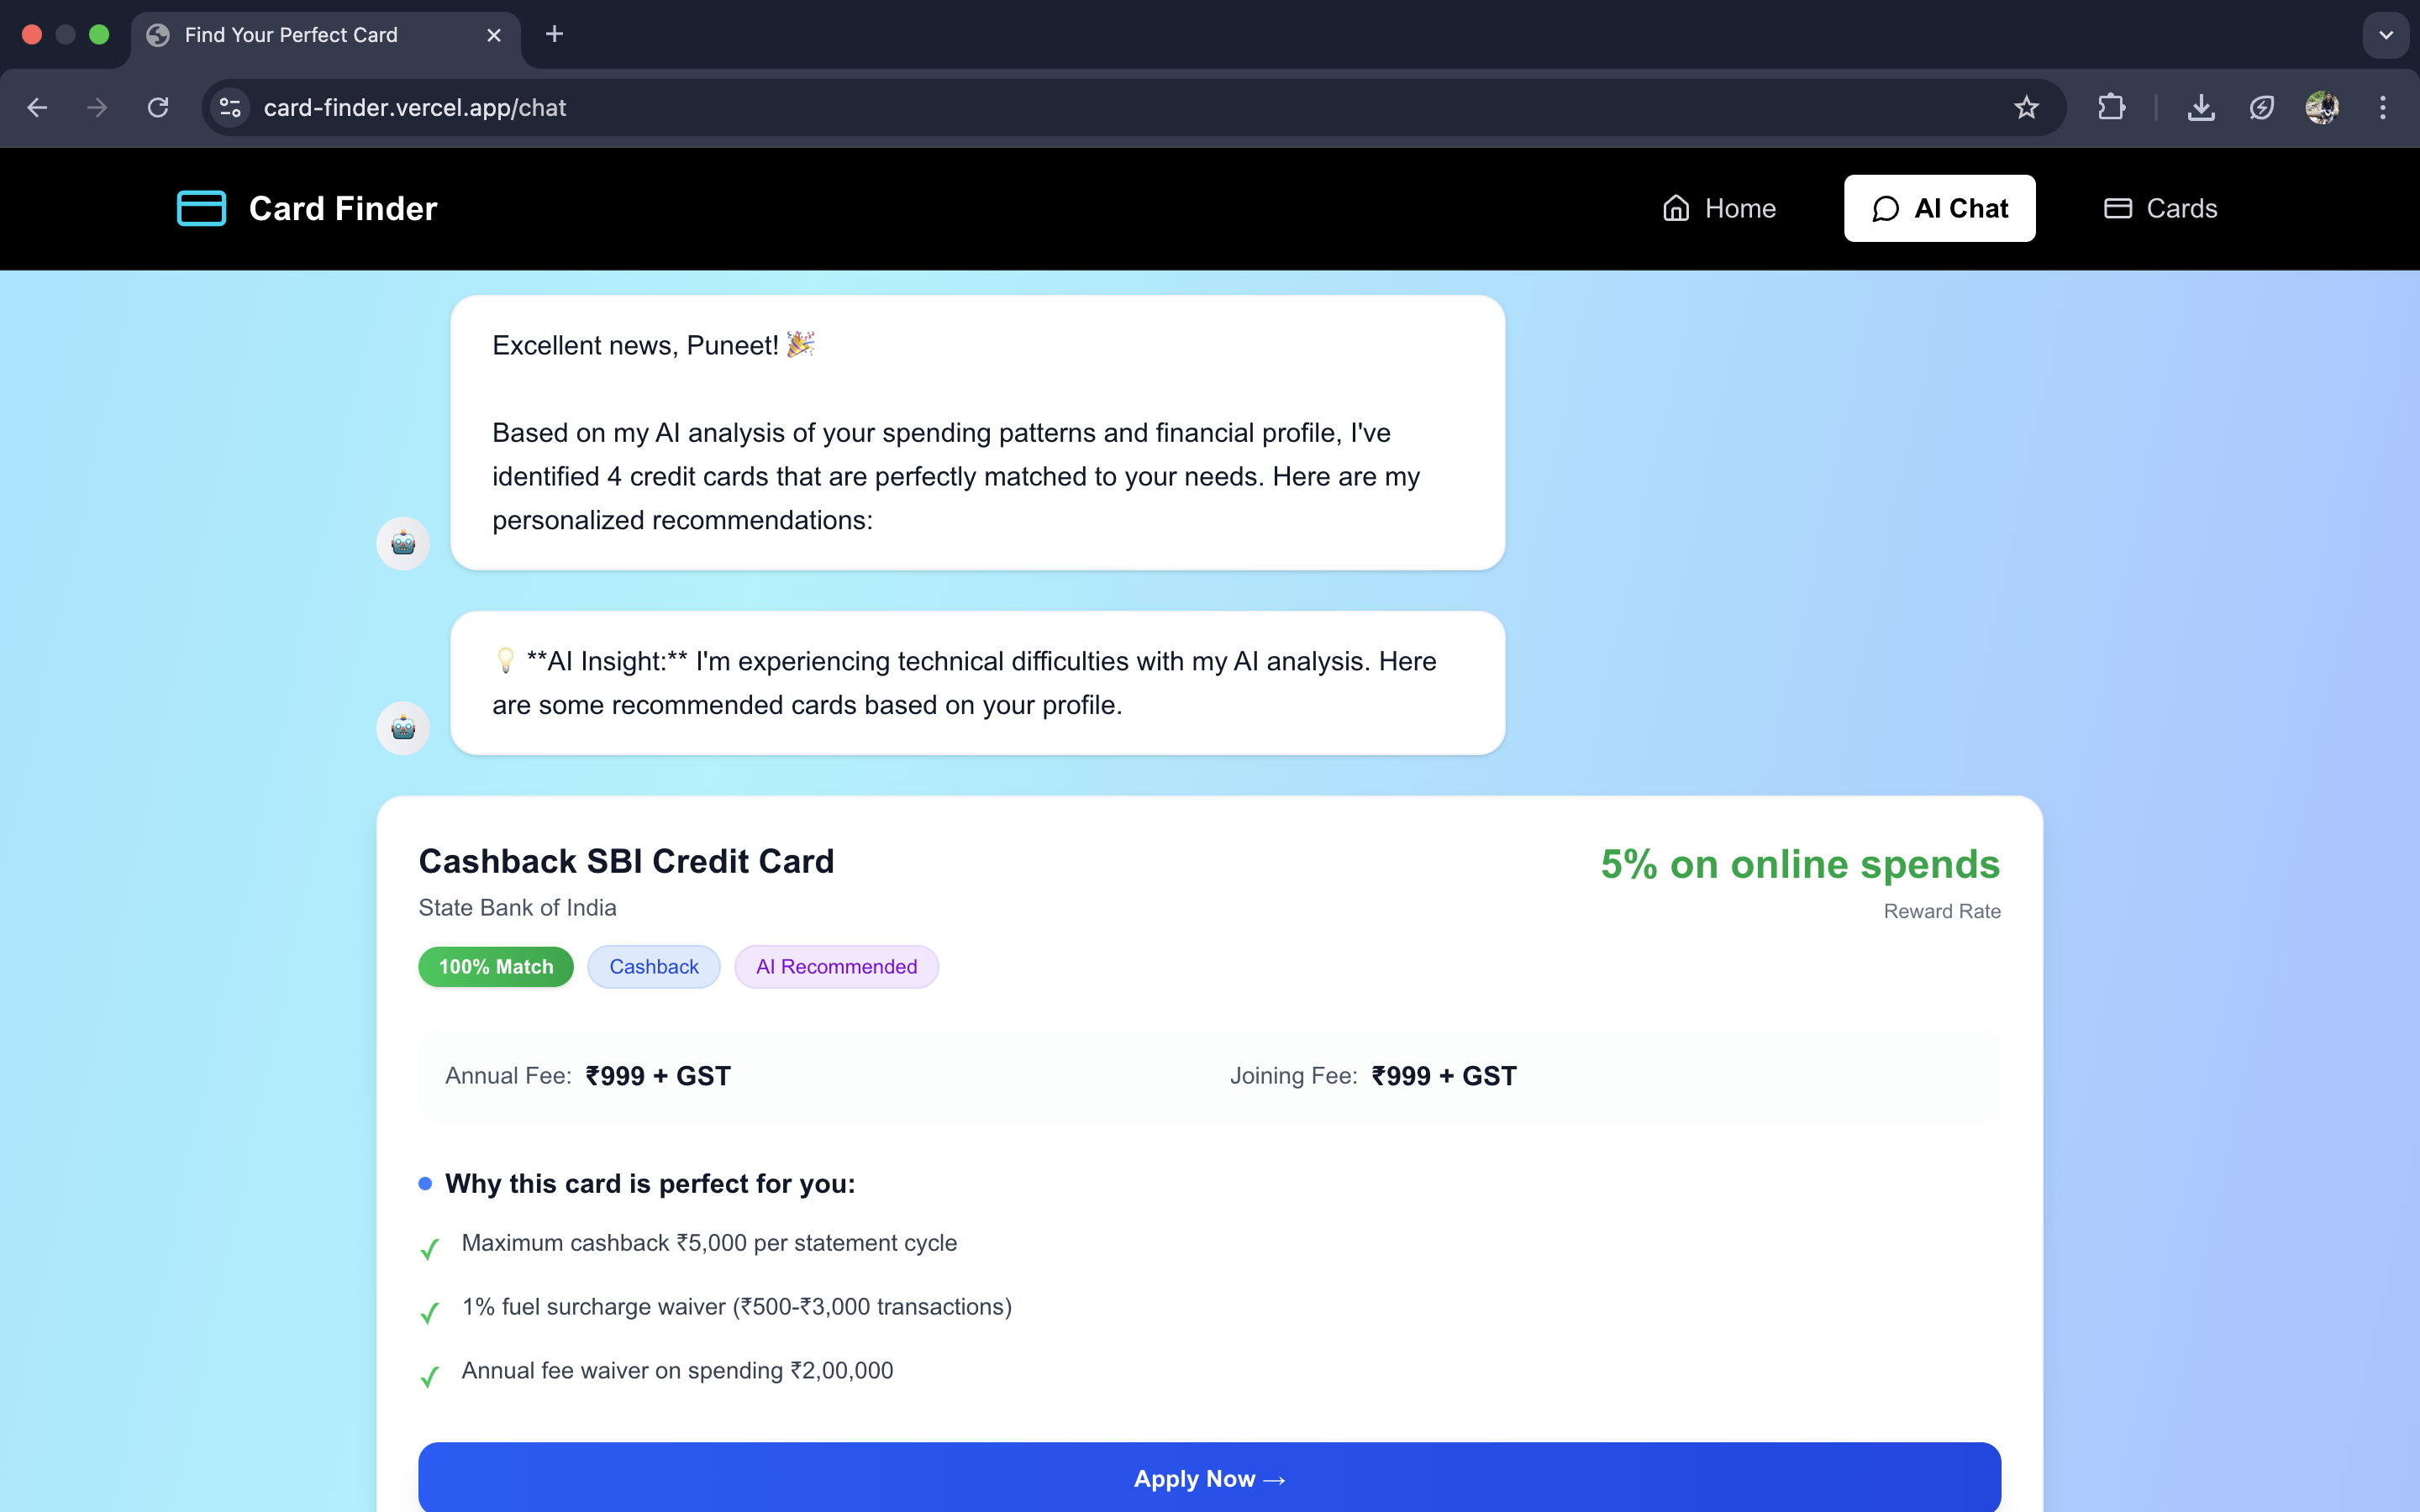 Find Your Perfect Card
card-finder.vercel.app/chat
Card Finder
Home
AI Chat
Cards
Excellent news, Puneet! 🎉
Based on my AI analysis of your spending patterns and financial profile, I've
identified 4 credit cards that are perfectly matched to your needs. Here are my
personalized recommendations:
💡 **AI Insight:** I'm experiencing technical difficulties with my AI analysis. Here
are some recommended cards based on your profile.
Cashback SBI Credit Card
5% on online spends
State Bank of India
Reward Rate
100% Match
Cashback
AI Recommended
Annual Fee: ₹999 + GST
Joining Fee: ₹999 + GST
Why this card is perfect for you:
✓ Maximum cashback ₹5,000 per statement cycle
✓ 1% fuel surcharge waiver (₹500-₹3,000 transactions)
✓ Annual fee waiver on spending ₹2,00,000
Apply Now →